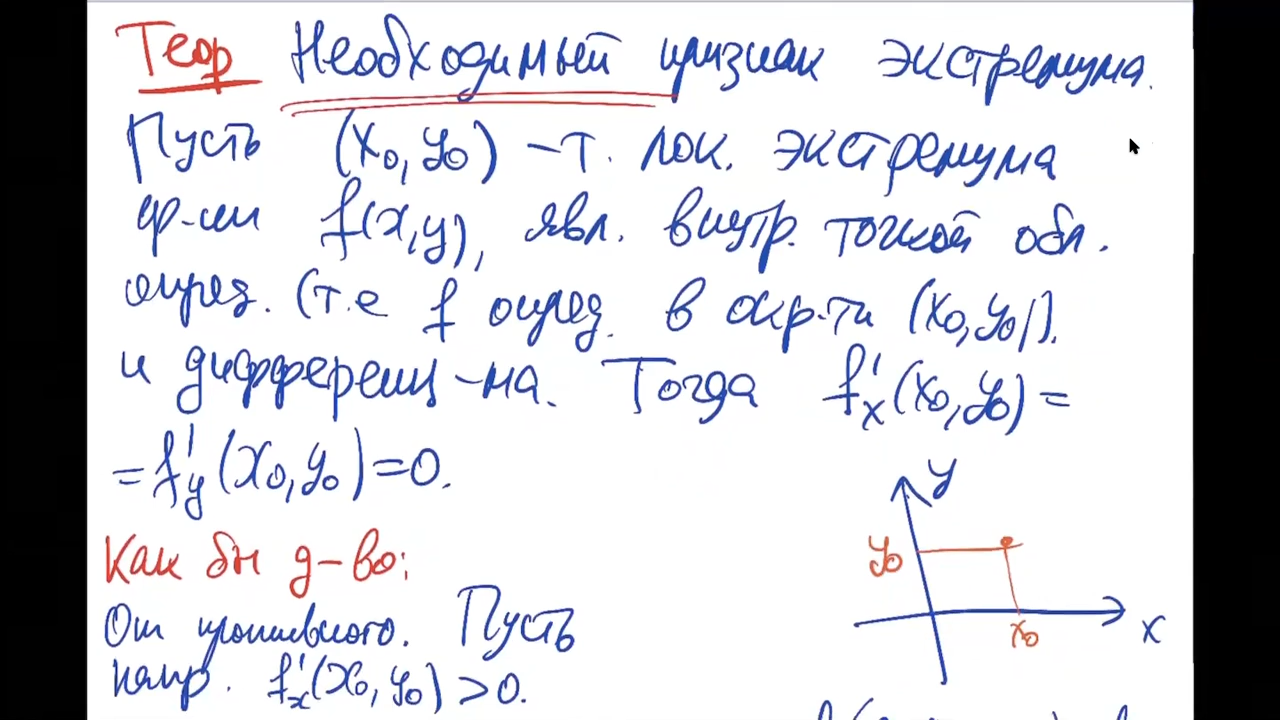 Теор Необходимый признак экстремума.
Пусть (x₀, y₀) – т. лок. экстремума
ф-ии f(x,y), явл. внутр. точкой обл.
опред. (т.е f опред. в окр-ти (x₀, y₀)).
и дифференц-ма. Тогда f'ₓ(x₀, y₀) =
= f'y(x₀, y₀) = 0.
y
y₀
x₀
x
Как бы д-во:
От противного. Пусть
напр. f'ₓ(x₀, y₀) > 0.